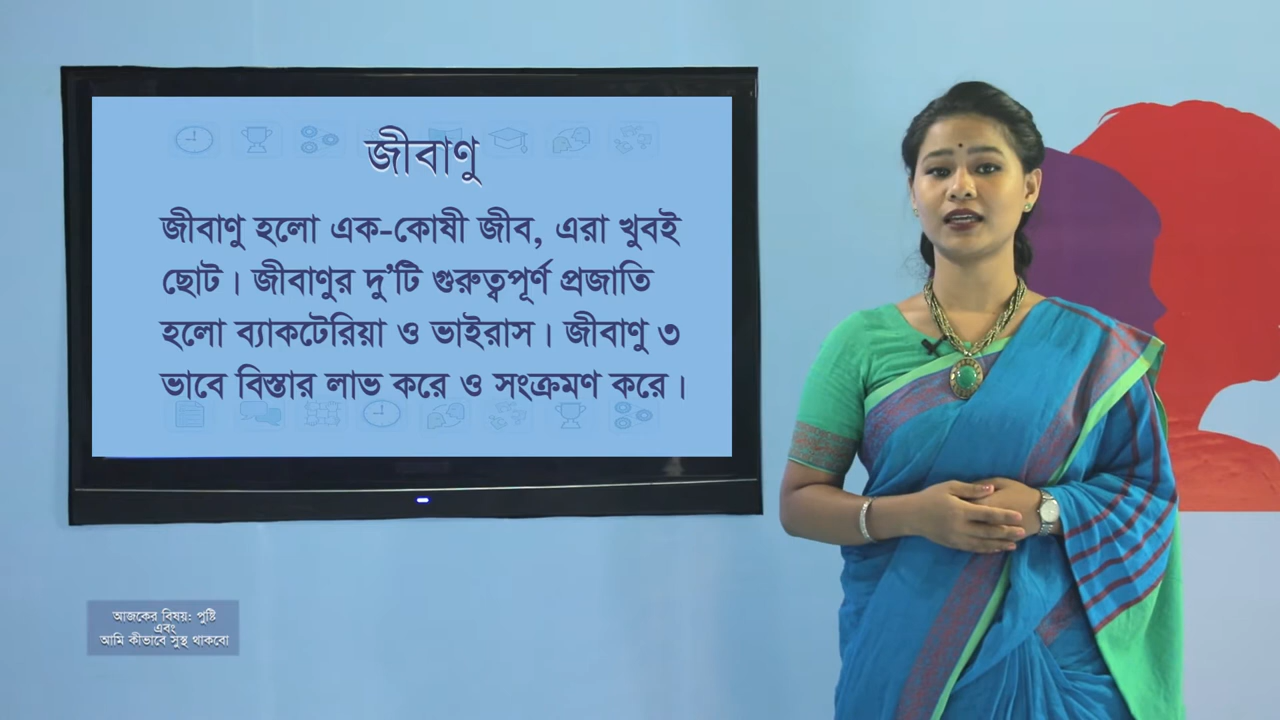 জীবাণু
জীবাণু হলো এক-কোষী জীব, এরা খুবই
ছোট। জীবাণুর দু’টি গুরুত্বপূর্ণ প্রজাতি
হলো ব্যাকটেরিয়া ও ভাইরাস। জীবাণু ৩
ভাবে বিস্তার লাভ করে ও সংক্রমণ করে।
আজকের বিষয়: পুষ্টি
এবং
আমি কীভাবে সুস্থ থাকবো